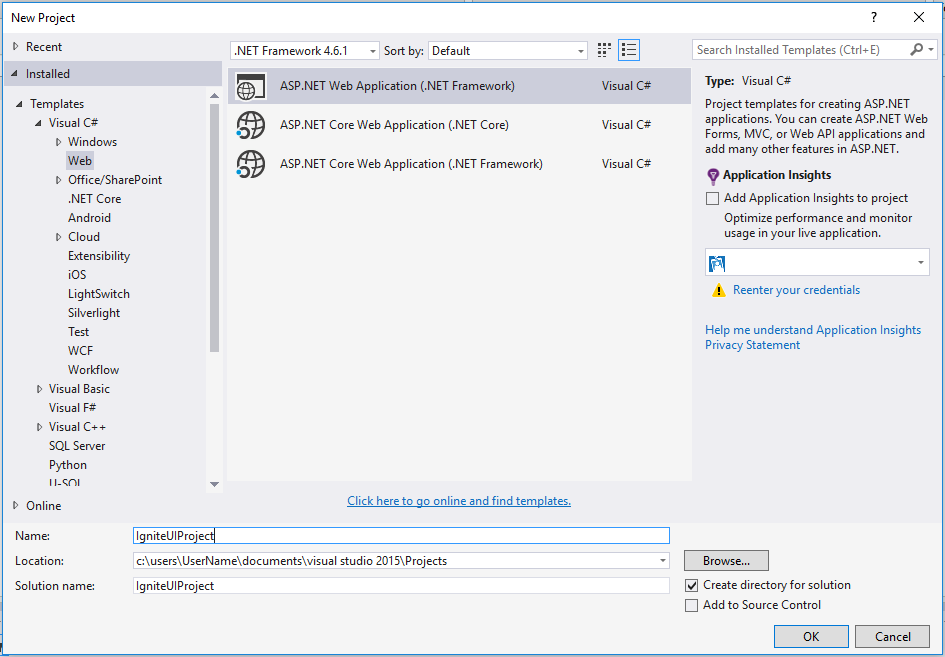 New Project
?
Recent
.NET Framework 4.6.1
Sort by:
Default
Search Installed Templates (Ctrl+E)
Installed
Templates
Visual C#
Windows
Web
Office/SharePoint
.NET Core
Android
Cloud
Extensibility
iOS
LightSwitch
Silverlight
Test
WCF
Workflow
Visual Basic
Visual F#
Visual C++
SQL Server
Python
U-SQL
Online
ASP.NET Web Application (.NET Framework) Visual C#
ASP.NET Core Web Application (.NET Core) Visual C#
ASP.NET Core Web Application (.NET Framework) Visual C#
Click here to go online and find templates.
Type: Visual C#
Project templates for creating ASP.NET
applications. You can create ASP.NET Web
Forms, MVC, or Web API applications and
add many other features in ASP.NET.
Application Insights
Add Application Insights to project
Optimize performance and monitor
usage in your live application.
Reenter your credentials
Help me understand Application Insights
Privacy Statement
Name: IgniteUIProject
Location: c:\users\UserName\documents\visual studio 2015\Projects
Browse...
Solution name: IgniteUIProject
Create directory for solution
Add to Source Control
OK
Cancel